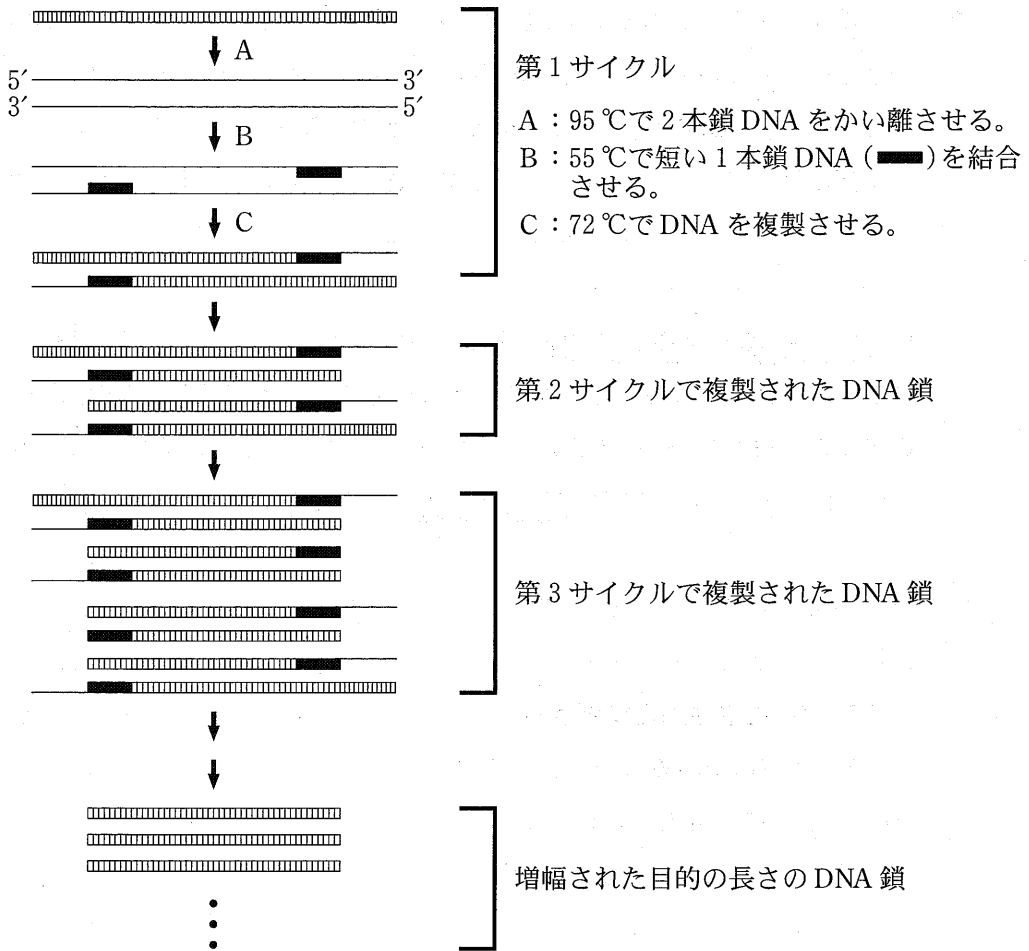 A
5′ 3′
3′ 5′
B
C
第1サイクル
A：95℃で2本鎖DNAをかい離させる。
B：55℃で短い1本鎖DNA（ ）を結合
させる。
C：72℃でDNAを複製させる。
第2サイクルで複製されたDNA鎖
第3サイクルで複製されたDNA鎖
増幅された目的の長さのDNA鎖